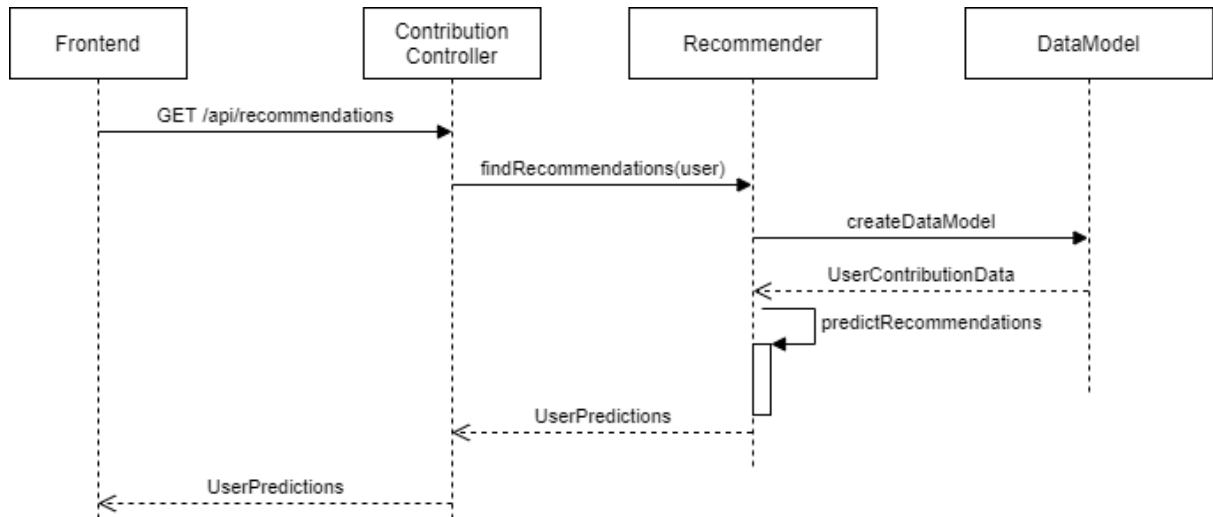 Frontend
Contribution
Controller
Recommender
DataModel
GET /api/recommendations
findRecommendations(user)
createDataModel
UserContributionData
predictRecommendations
UserPredictions
UserPredictions